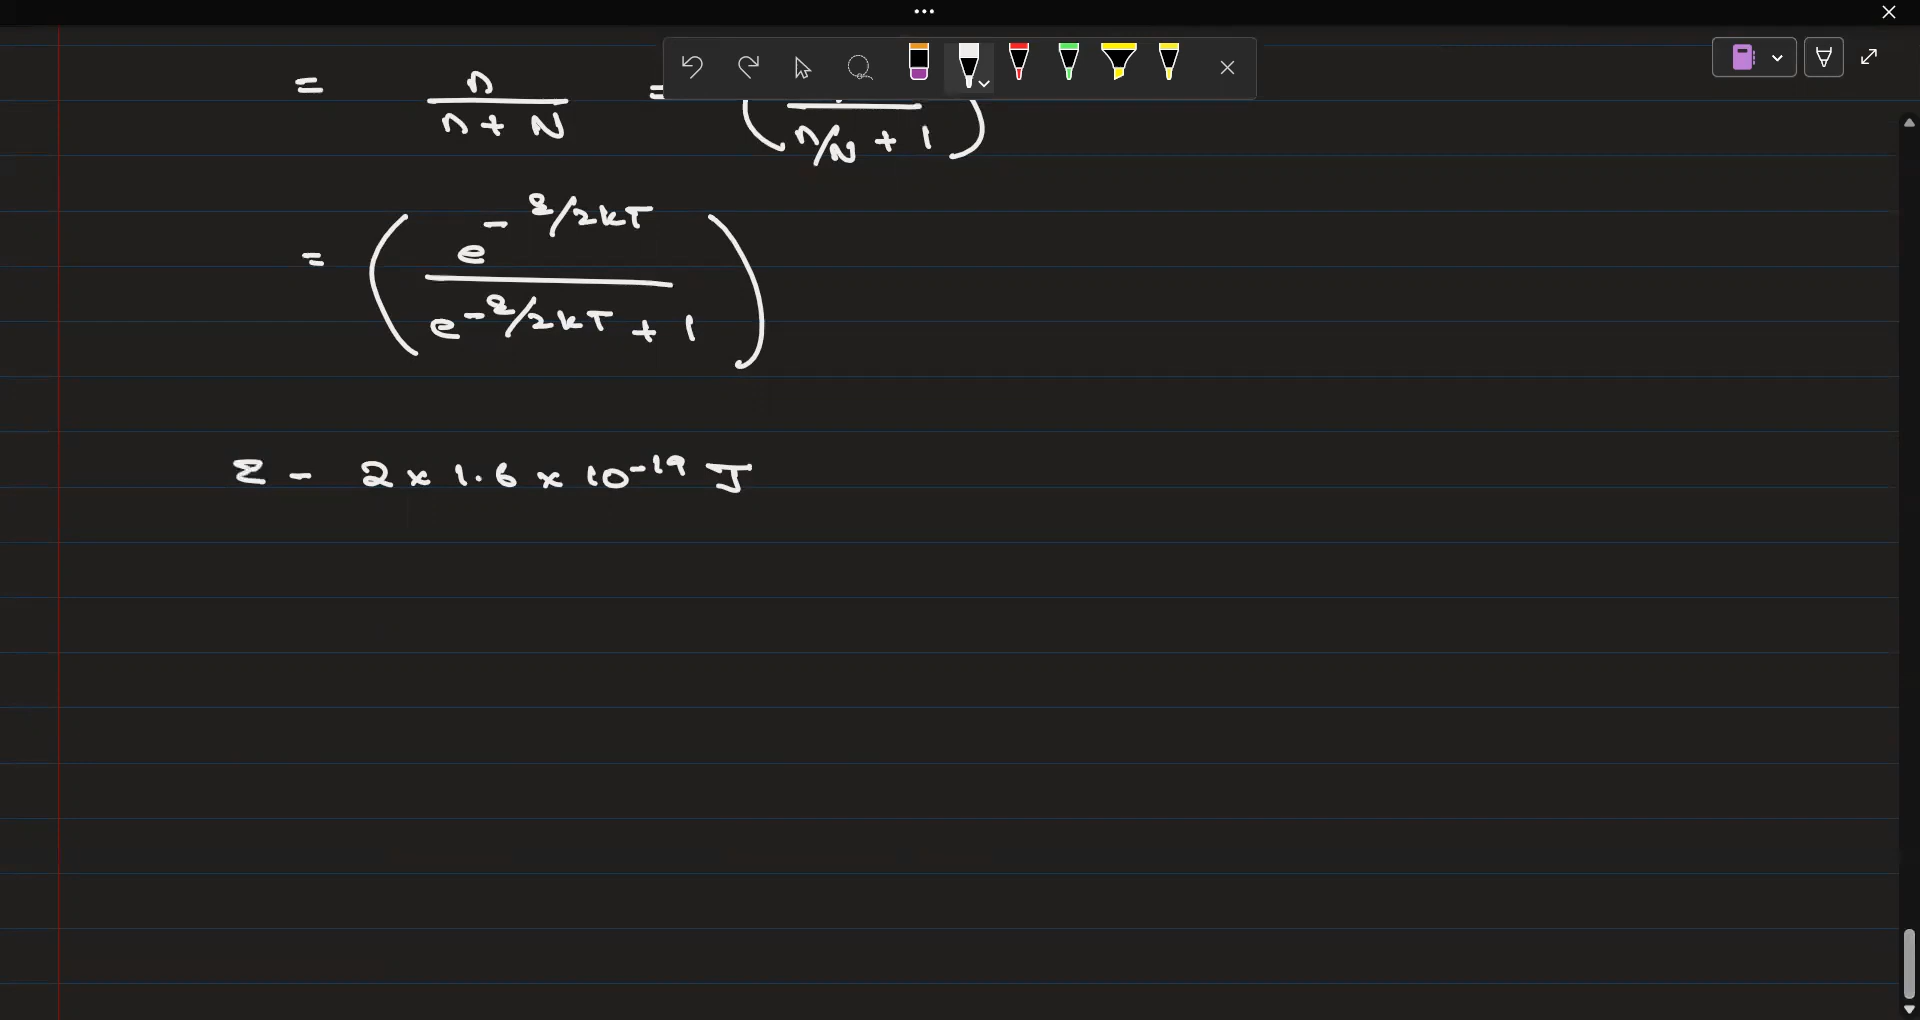 = n / (n + N) = ( / (n/N + 1) )
= ( e^(-ε/2kT) / (e^(-ε/2kT) + 1) )
Σ - 2 × 1.6 × 10^-19 J